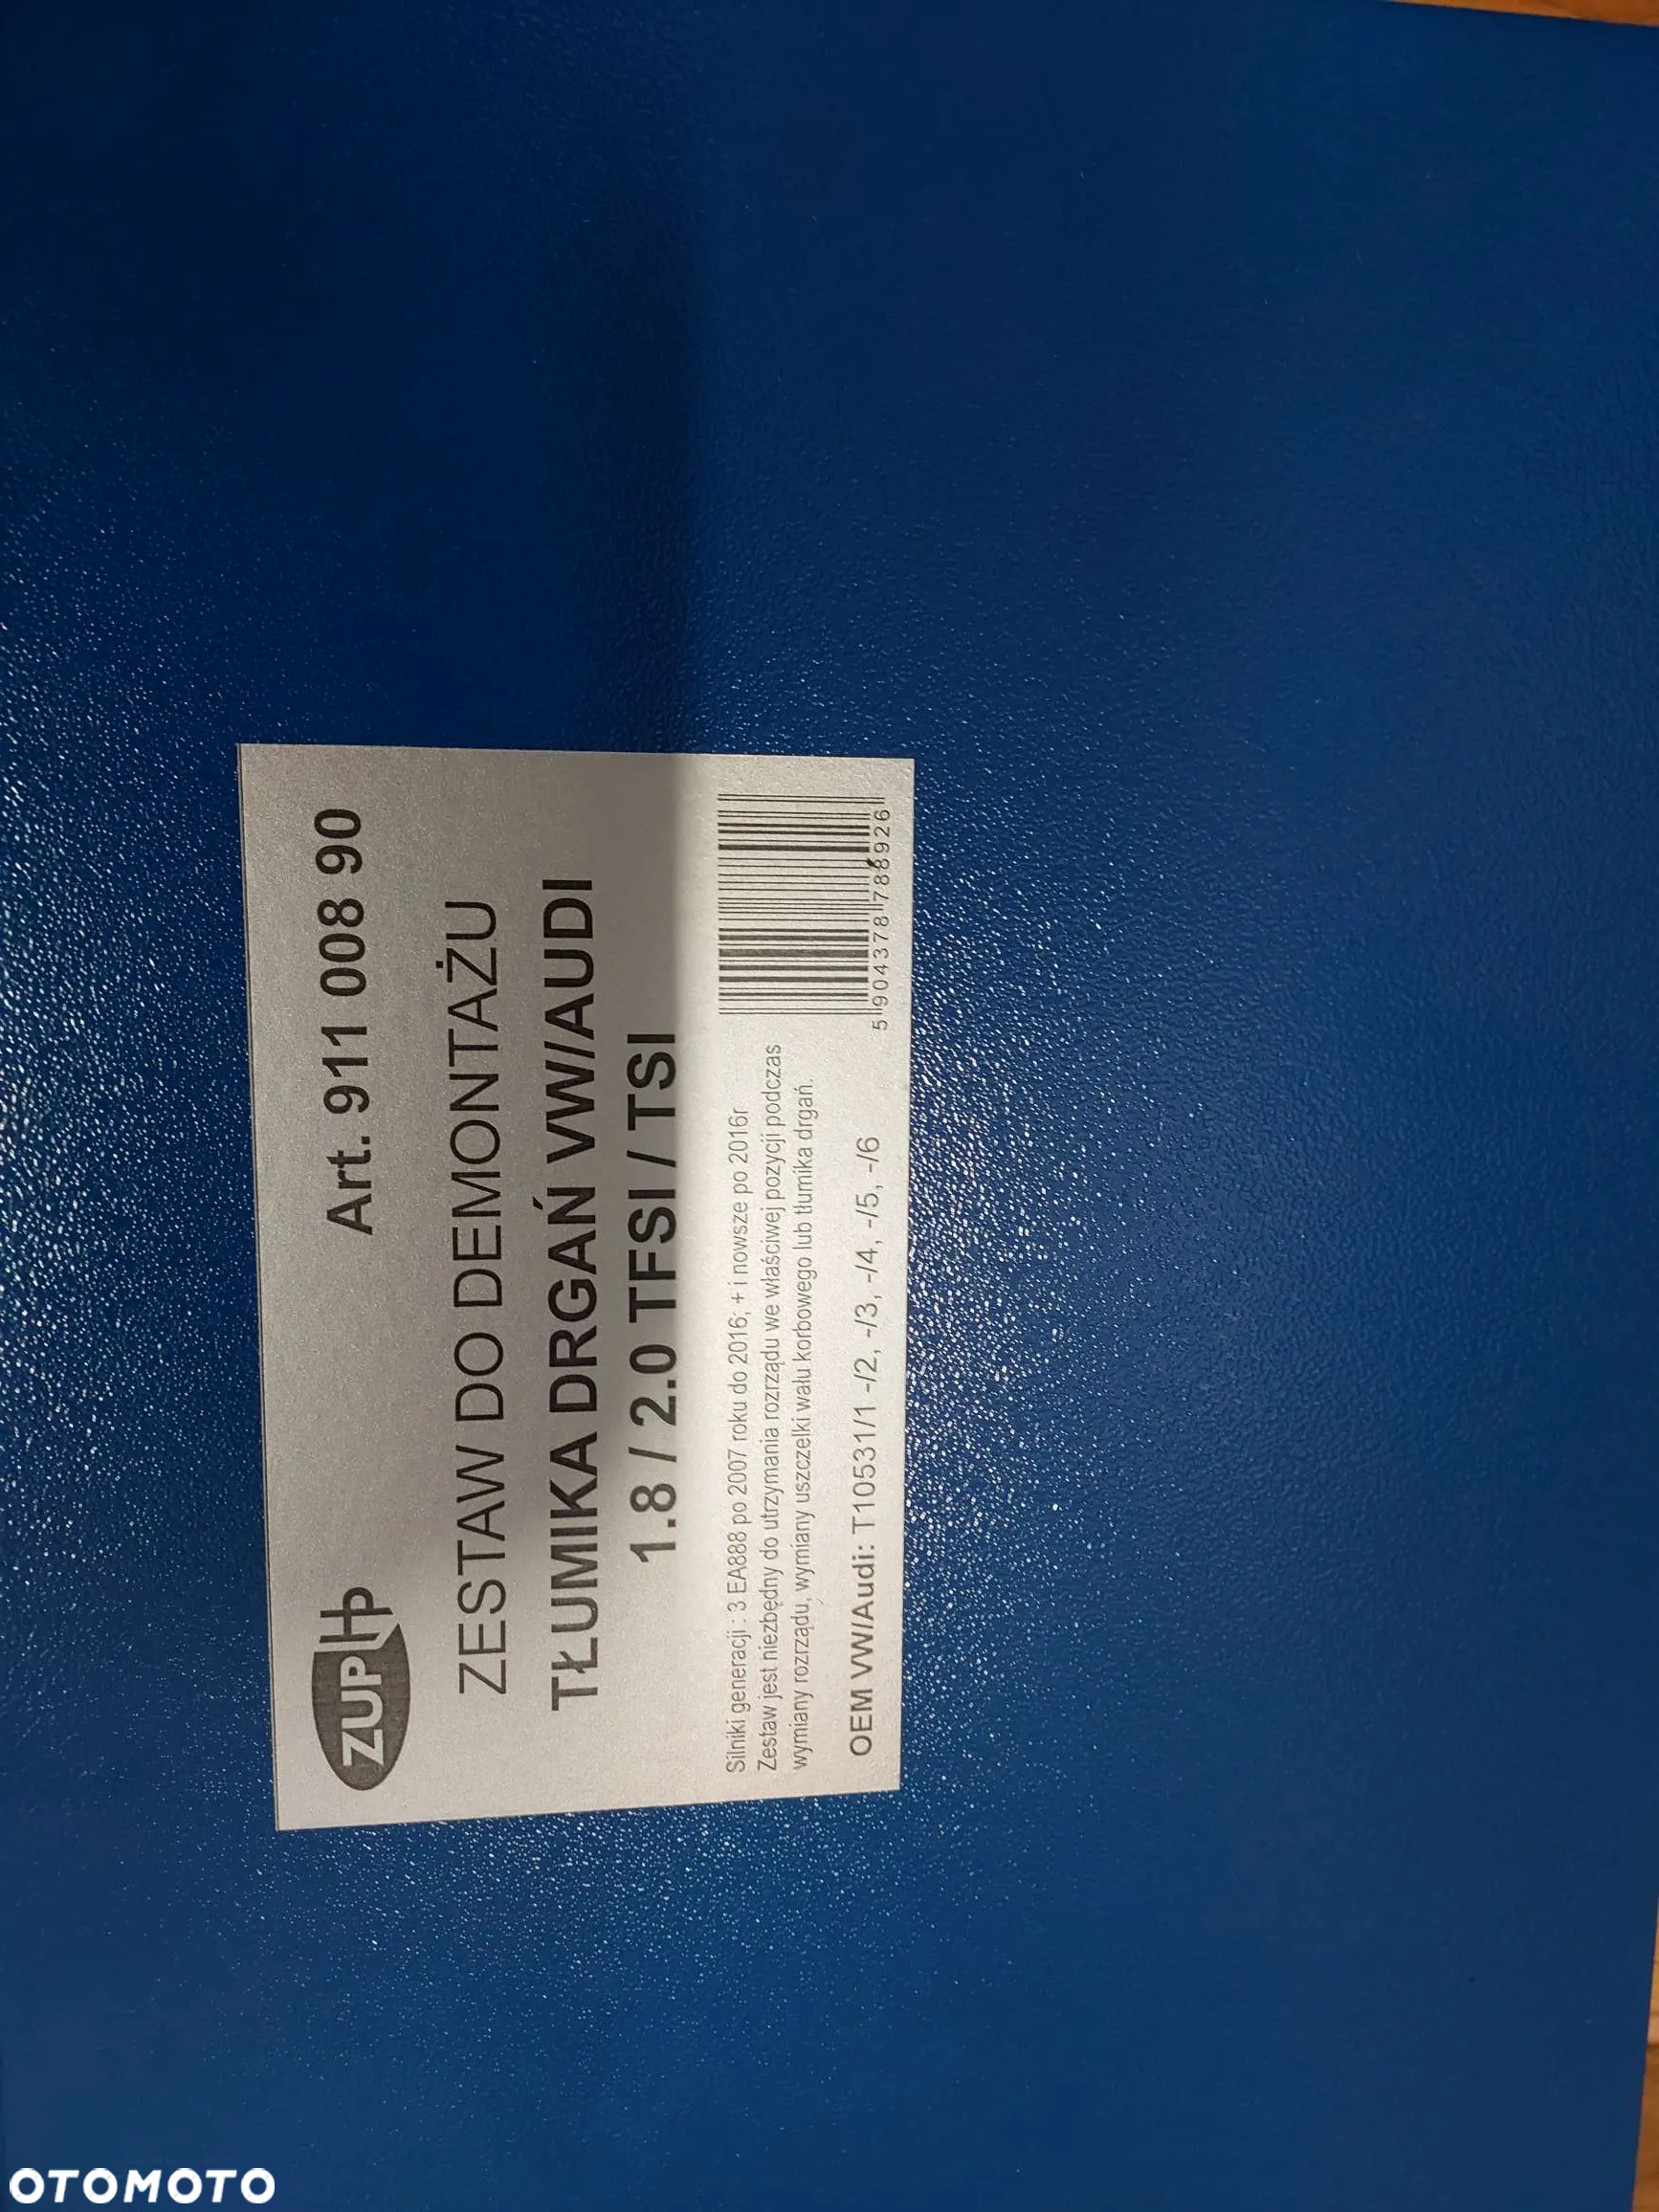 ZUPH
Art. 911 008 90
ZESTAW DO DEMONTAŻU
TŁUMIKA DRGAŃ VW/AUDI
1.8 / 2.0 TFSI / TSI
Silniki generacji : 3 EA888 po 2007 roku do 2016; + i nowsze po 2016r
Zestaw jest niezbędny do utrzymania rozrządu we właściwej pozycji podczas
wymiany rozrządu, wymiany uszczelki wału korbowego lub tłumika drgań.
OEM VW/Audi: T10531/1 -/2, -/3, -/4, -/5, -/6
5 904378 788926
OTOMOTO